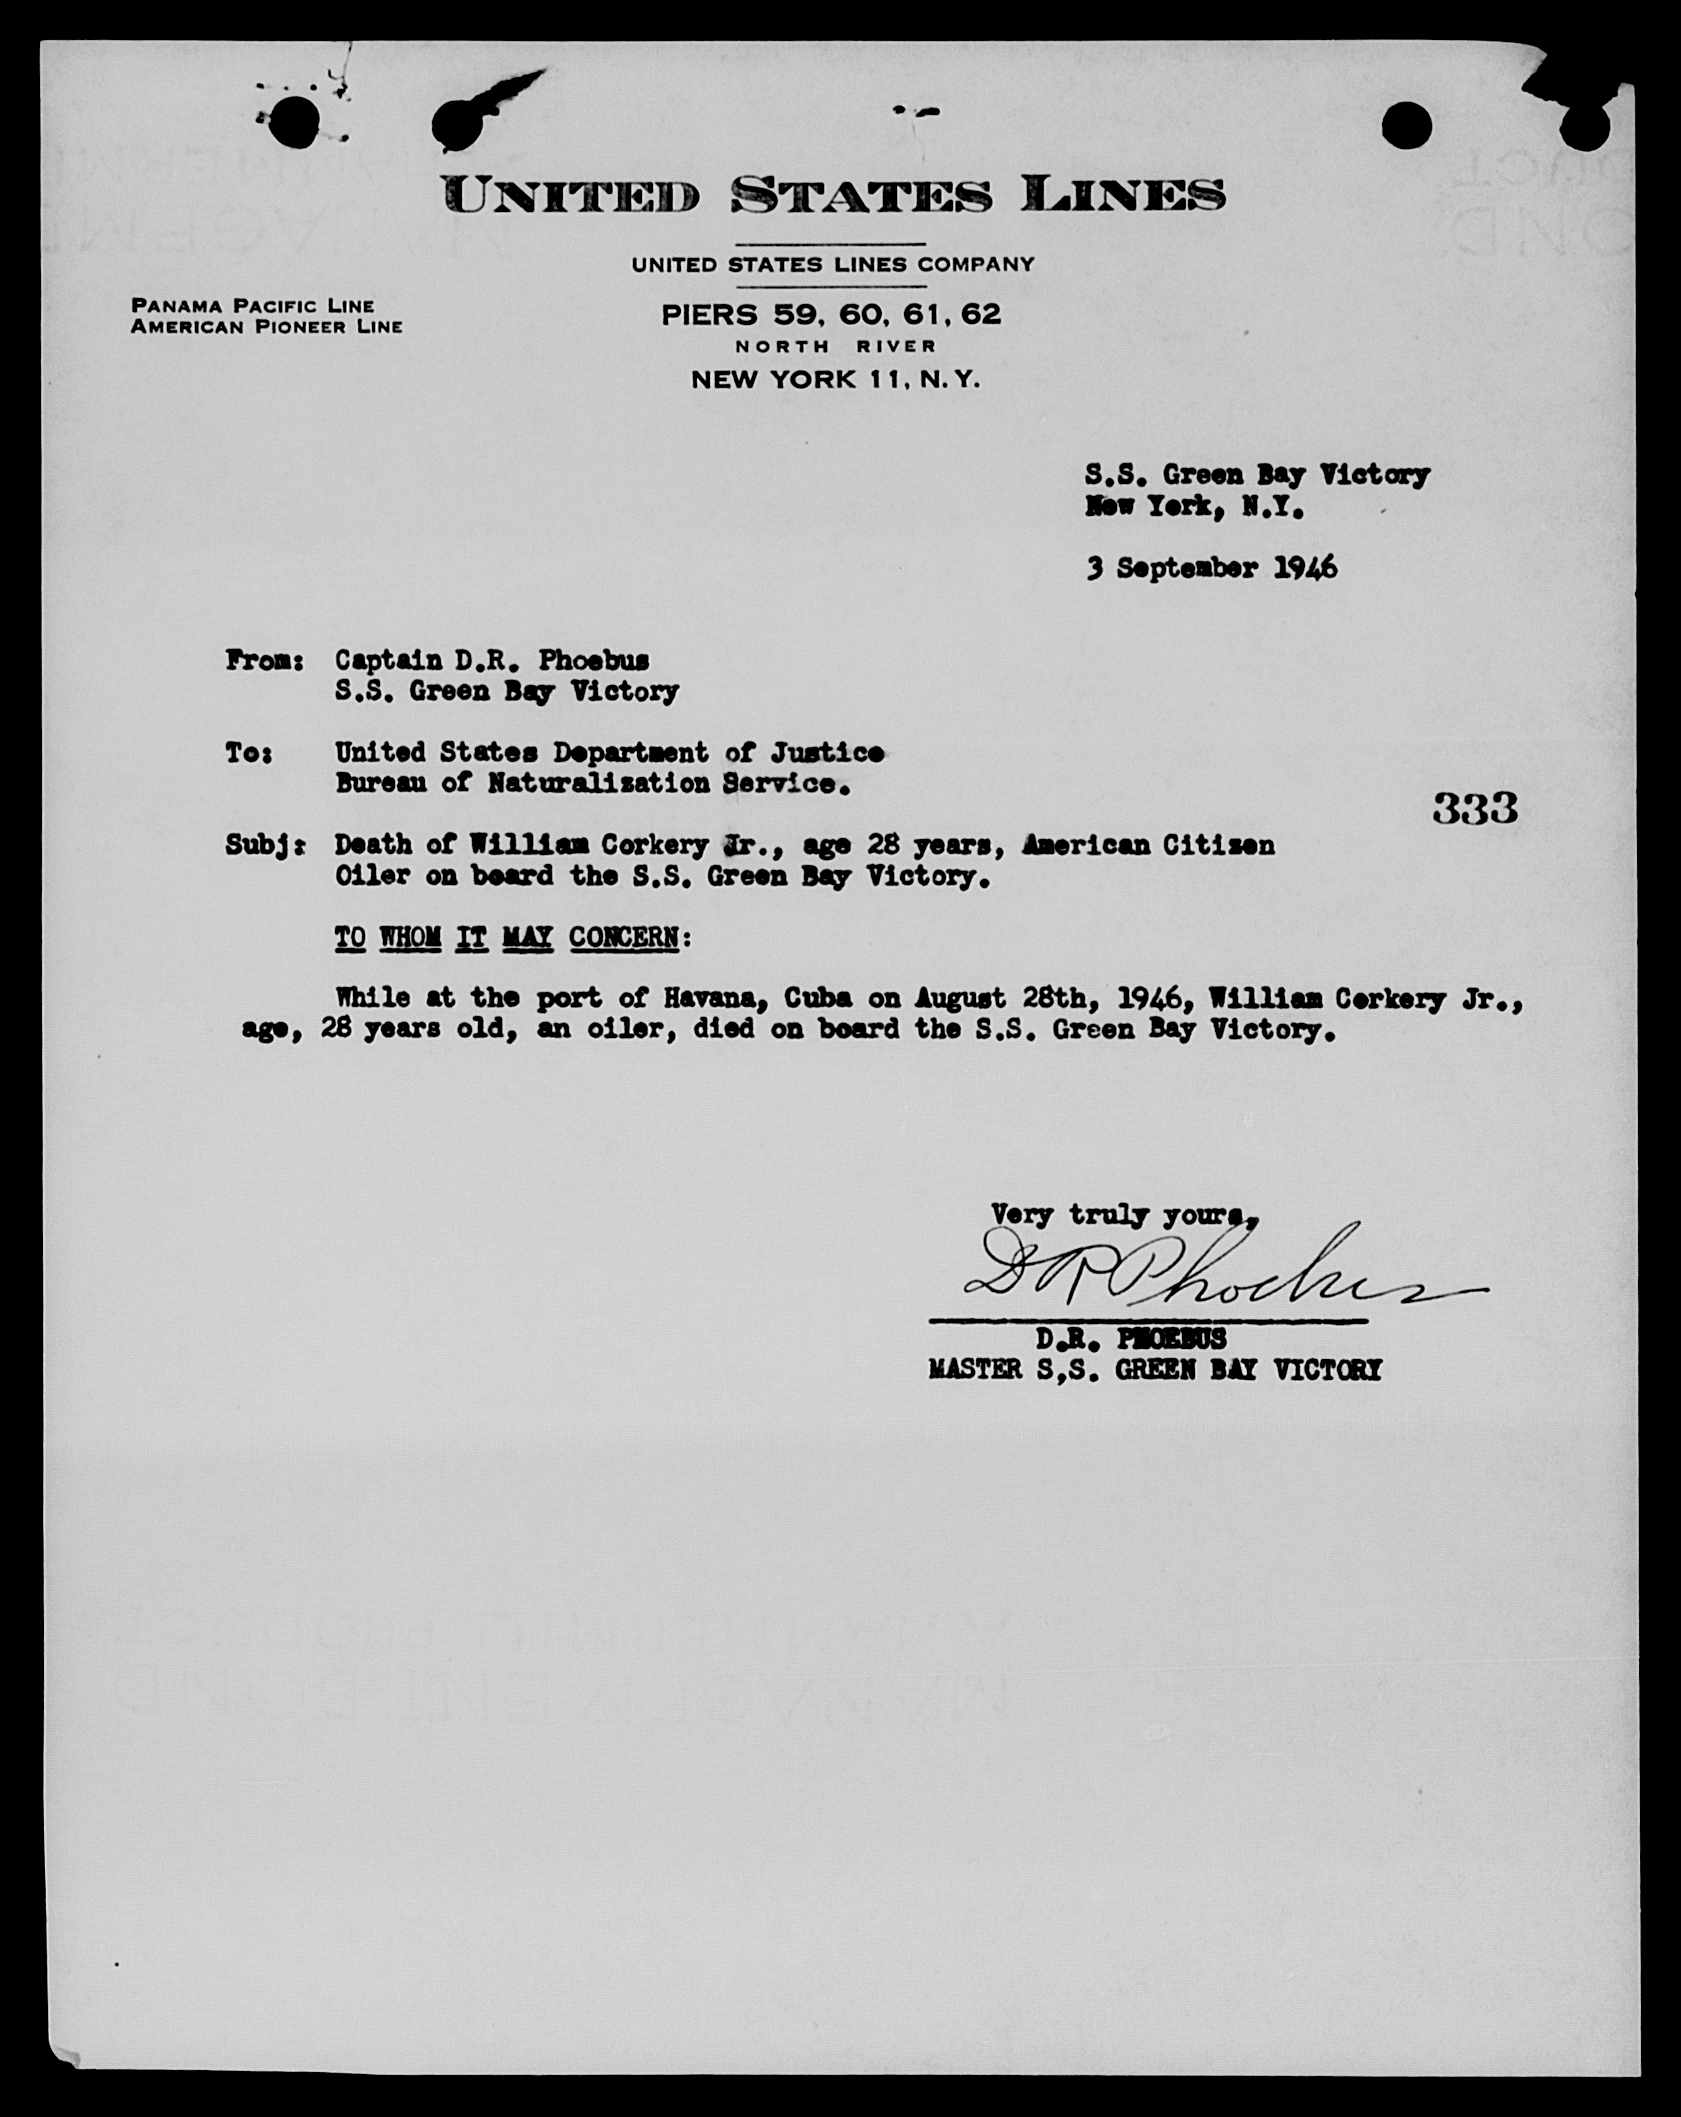 UNITED STATES LINES
UNITED STATES LINES COMPANY
PANAMA PACIFIC LINE
AMERICAN PIONEER LINE
PIERS 59, 60, 61, 62
NORTH RIVER
NEW YORK 11, N.Y.
S.S. Green Bay Victory
New York, N.Y.
3 September 1946
From: Captain D.R. Phoebus
S.S. Green Bay Victory
To: United States Department of Justice
Bureau of Naturalization Service.
333
Subj: Death of William Corkery Jr., age 28 years, American Citizen
Oiler on board the S.S. Green Bay Victory.
TO WHOM IT MAY CONCERN:
While at the port of Havana, Cuba on August 28th, 1946, William Corkery Jr.,
age, 28 years old, an oiler, died on board the S.S. Green Bay Victory.
Very truly yours,
D R Phoebus
D.R. PHOEBUS
MASTER S,S. GREEN BAY VICTORY